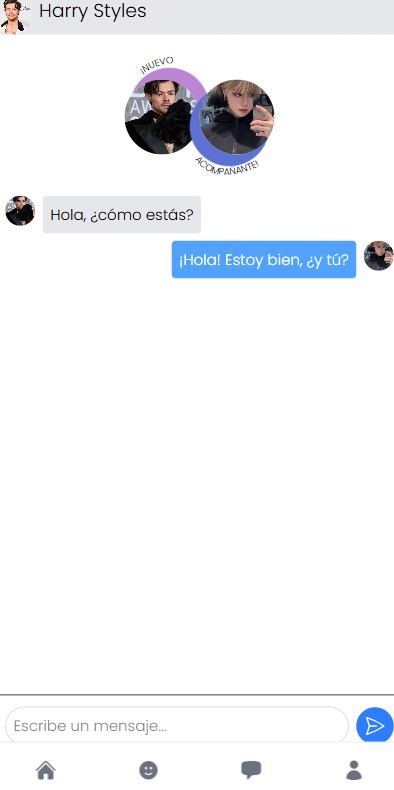 Harry Styles
¡NUEVO
ACOMPAÑANTE!
Hola, ¿cómo estás?
¡Hola! Estoy bien, ¿y tú?
Escribe un mensaje...